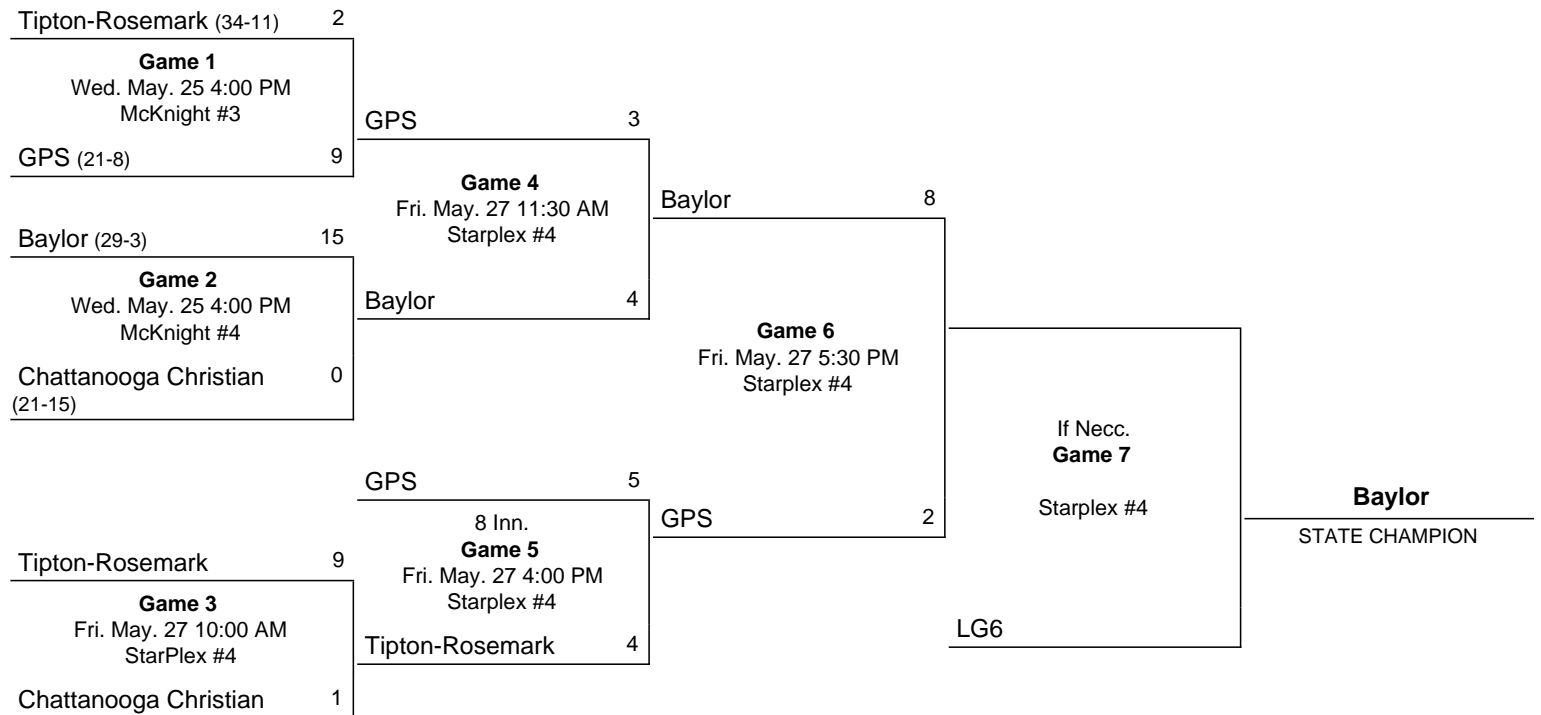 Tipton-Rosemark (34-11) 2
Game 1
Wed. May. 25 4:00 PM
McKnight #3
GPS (21-8) 9
GPS 3
Game 4
Fri. May. 27 11:30 AM
Starplex #4
Baylor 4
Baylor (29-3) 15
Game 2
Wed. May. 25 4:00 PM
McKnight #4
Chattanooga Christian 0
(21-15)
Baylor 8
Game 6
Fri. May. 27 5:30 PM
Starplex #4
GPS 2
GPS 5
8 Inn.
Game 5
Fri. May. 27 4:00 PM
Starplex #4
Tipton-Rosemark 4
Tipton-Rosemark 9
Game 3
Fri. May. 27 10:00 AM
StarPlex #4
Chattanooga Christian 1
If Necc.
Game 7
Starplex #4
LG6
Baylor
STATE CHAMPION